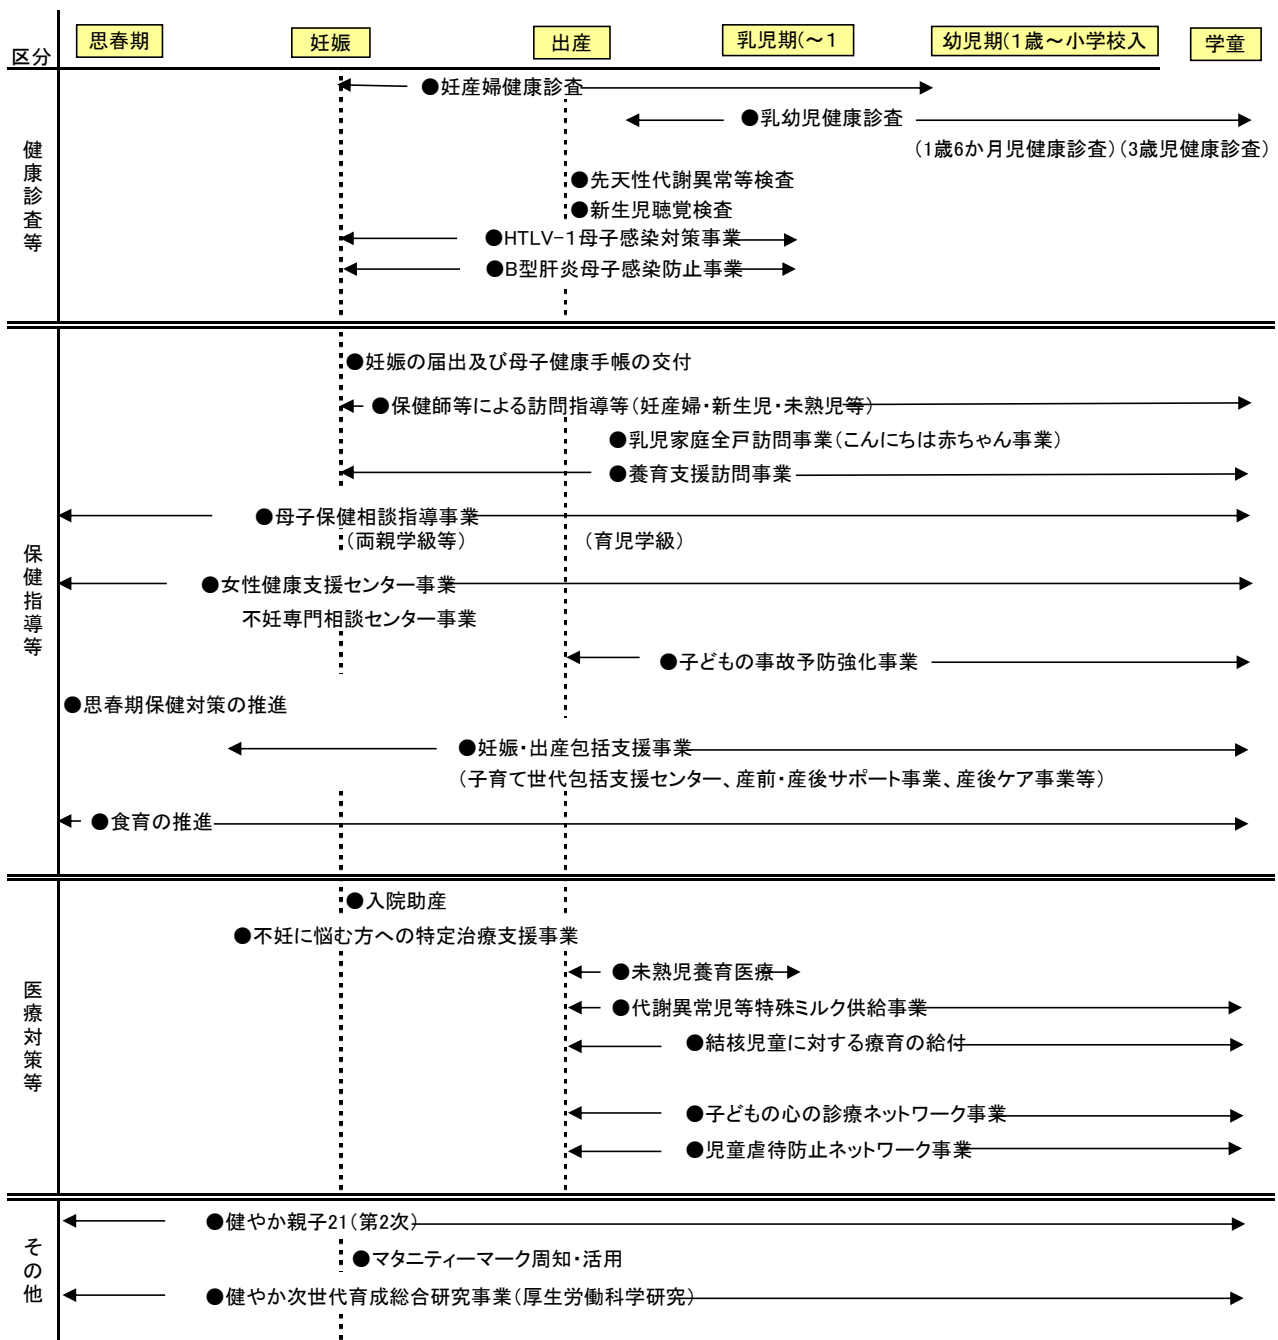 区分
思春期
妊娠
出産
乳児期(～1
幼児期(1歳～小学校入
学童
健康診査等
●妊産婦健康診査
●乳幼児健康診査
(1歳6か月児健康診査)(3歳児健康診査)
●先天性代謝異常等検査
●新生児聴覚検査
●HTLV-1母子感染対策事業
●B型肝炎母子感染防止事業
保健指導等
●妊娠の届出及び母子健康手帳の交付
●保健師等による訪問指導等(妊産婦・新生児・未熟児等)
●乳児家庭全戸訪問事業(こんにちは赤ちゃん事業)
●養育支援訪問事業
●母子保健相談指導事業
(両親学級等)
(育児学級)
●女性健康支援センター事業
不妊専門相談センター事業
●子どもの事故予防強化事業
●思春期保健対策の推進
●妊娠・出産包括支援事業
(子育て世代包括支援センター、産前・産後サポート事業、産後ケア事業等)
●食育の推進
医療対策等
●入院助産
●不妊に悩む方への特定治療支援事業
●未熟児養育医療
●代謝異常児等特殊ミルク供給事業
●結核児童に対する療育の給付
●子どもの心の診療ネットワーク事業
●児童虐待防止ネットワーク事業
その他
●健やか親子21(第2次)
●マタニティーマーク周知・活用
●健やか次世代育成総合研究事業(厚生労働科学研究)